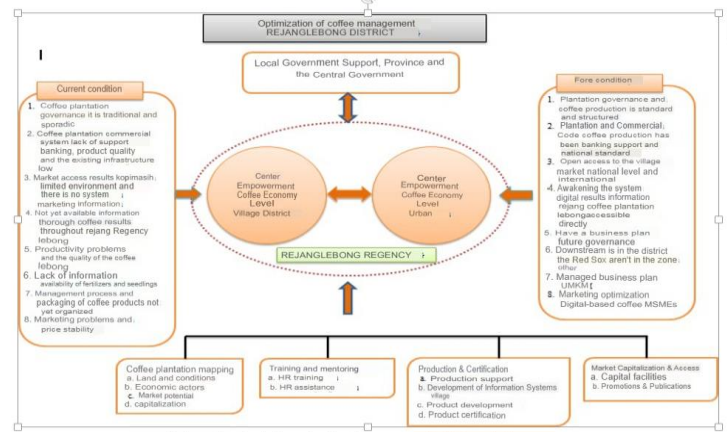 Optimization of coffee management
REJANGLEBONG DISTRICT
Local Government Support, Province and
the Central Government
Current condition
1. Coffee plantation
governance it is traditional and
sporadic
2. Coffee plantation commercial
system lack of support
banking, product quality
and the existing infrastructure
low
3. Market access results kopimasih
limited environment and
there is no system
marketing information
4. Not yet available information
thorough coffee results
throughout rejang Regency
lebong
5. Productivity problems
and the quality of the coffee
lebong
6. Lack of information
availability of fertilizers and seedings
7. Management process and
packaging of coffee products not
yet organized
8. Marketing problems and
price stability
Center
Empowerment
Coffee Economy
Level
Village District
Center
Empowerment
Coffee Economy
Level
Urban
REJANGLEBONG REGENCY
Fore condition
1. Plantation governance and
coffee production is standard
and structured
2. Plantation and Commercial
Code coffee production has
been banking support and
national standard
3. Open access to the village
market national level and
international
4. Awakening the system
digital results information
rejang coffee plantation
lebongaccessible
directly
5. Have a business plan
future governance
6. Downstream is in the district
the Red Sox aren't in the zone
other
7. Managed business plan
UMKM
8. Marketing optimization
Digital-based coffee MSMEs
Coffee plantation mapping
a. Land and conditions
b. Economic actors
c. Market potential
d. capitalization
Training and mentoring
a. HR training
b. HR assistance
Production & Certification
a. Production support
b. Development of Information Systems
village
c. Product development
d. Product certification
Market Capitalization & Access
a. Capital facilities
b. Promotions & Publications